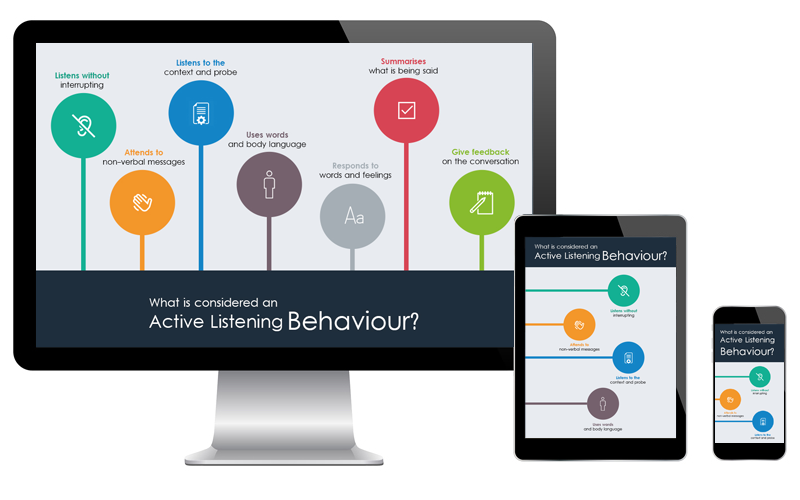 Listens without
interrupting
Attends to
non-verbal messages
Listens to the
context and probe
Uses words
and body language
Responds to
words and feelings
Aa
Summarises
what is being said
Give feedback
on the conversation
What is considered an
Active Listening Behaviour?
What is considered an
Active Listening Behaviour?
Listens without
interrupting
Attends to
non-verbal messages
Listens to the
context and probe
Uses words
and body language
What is considered an
Active Listening
Behaviour?
Listens without
interrupting
Attends to
non-verbal messages
Listens to the
context and probe